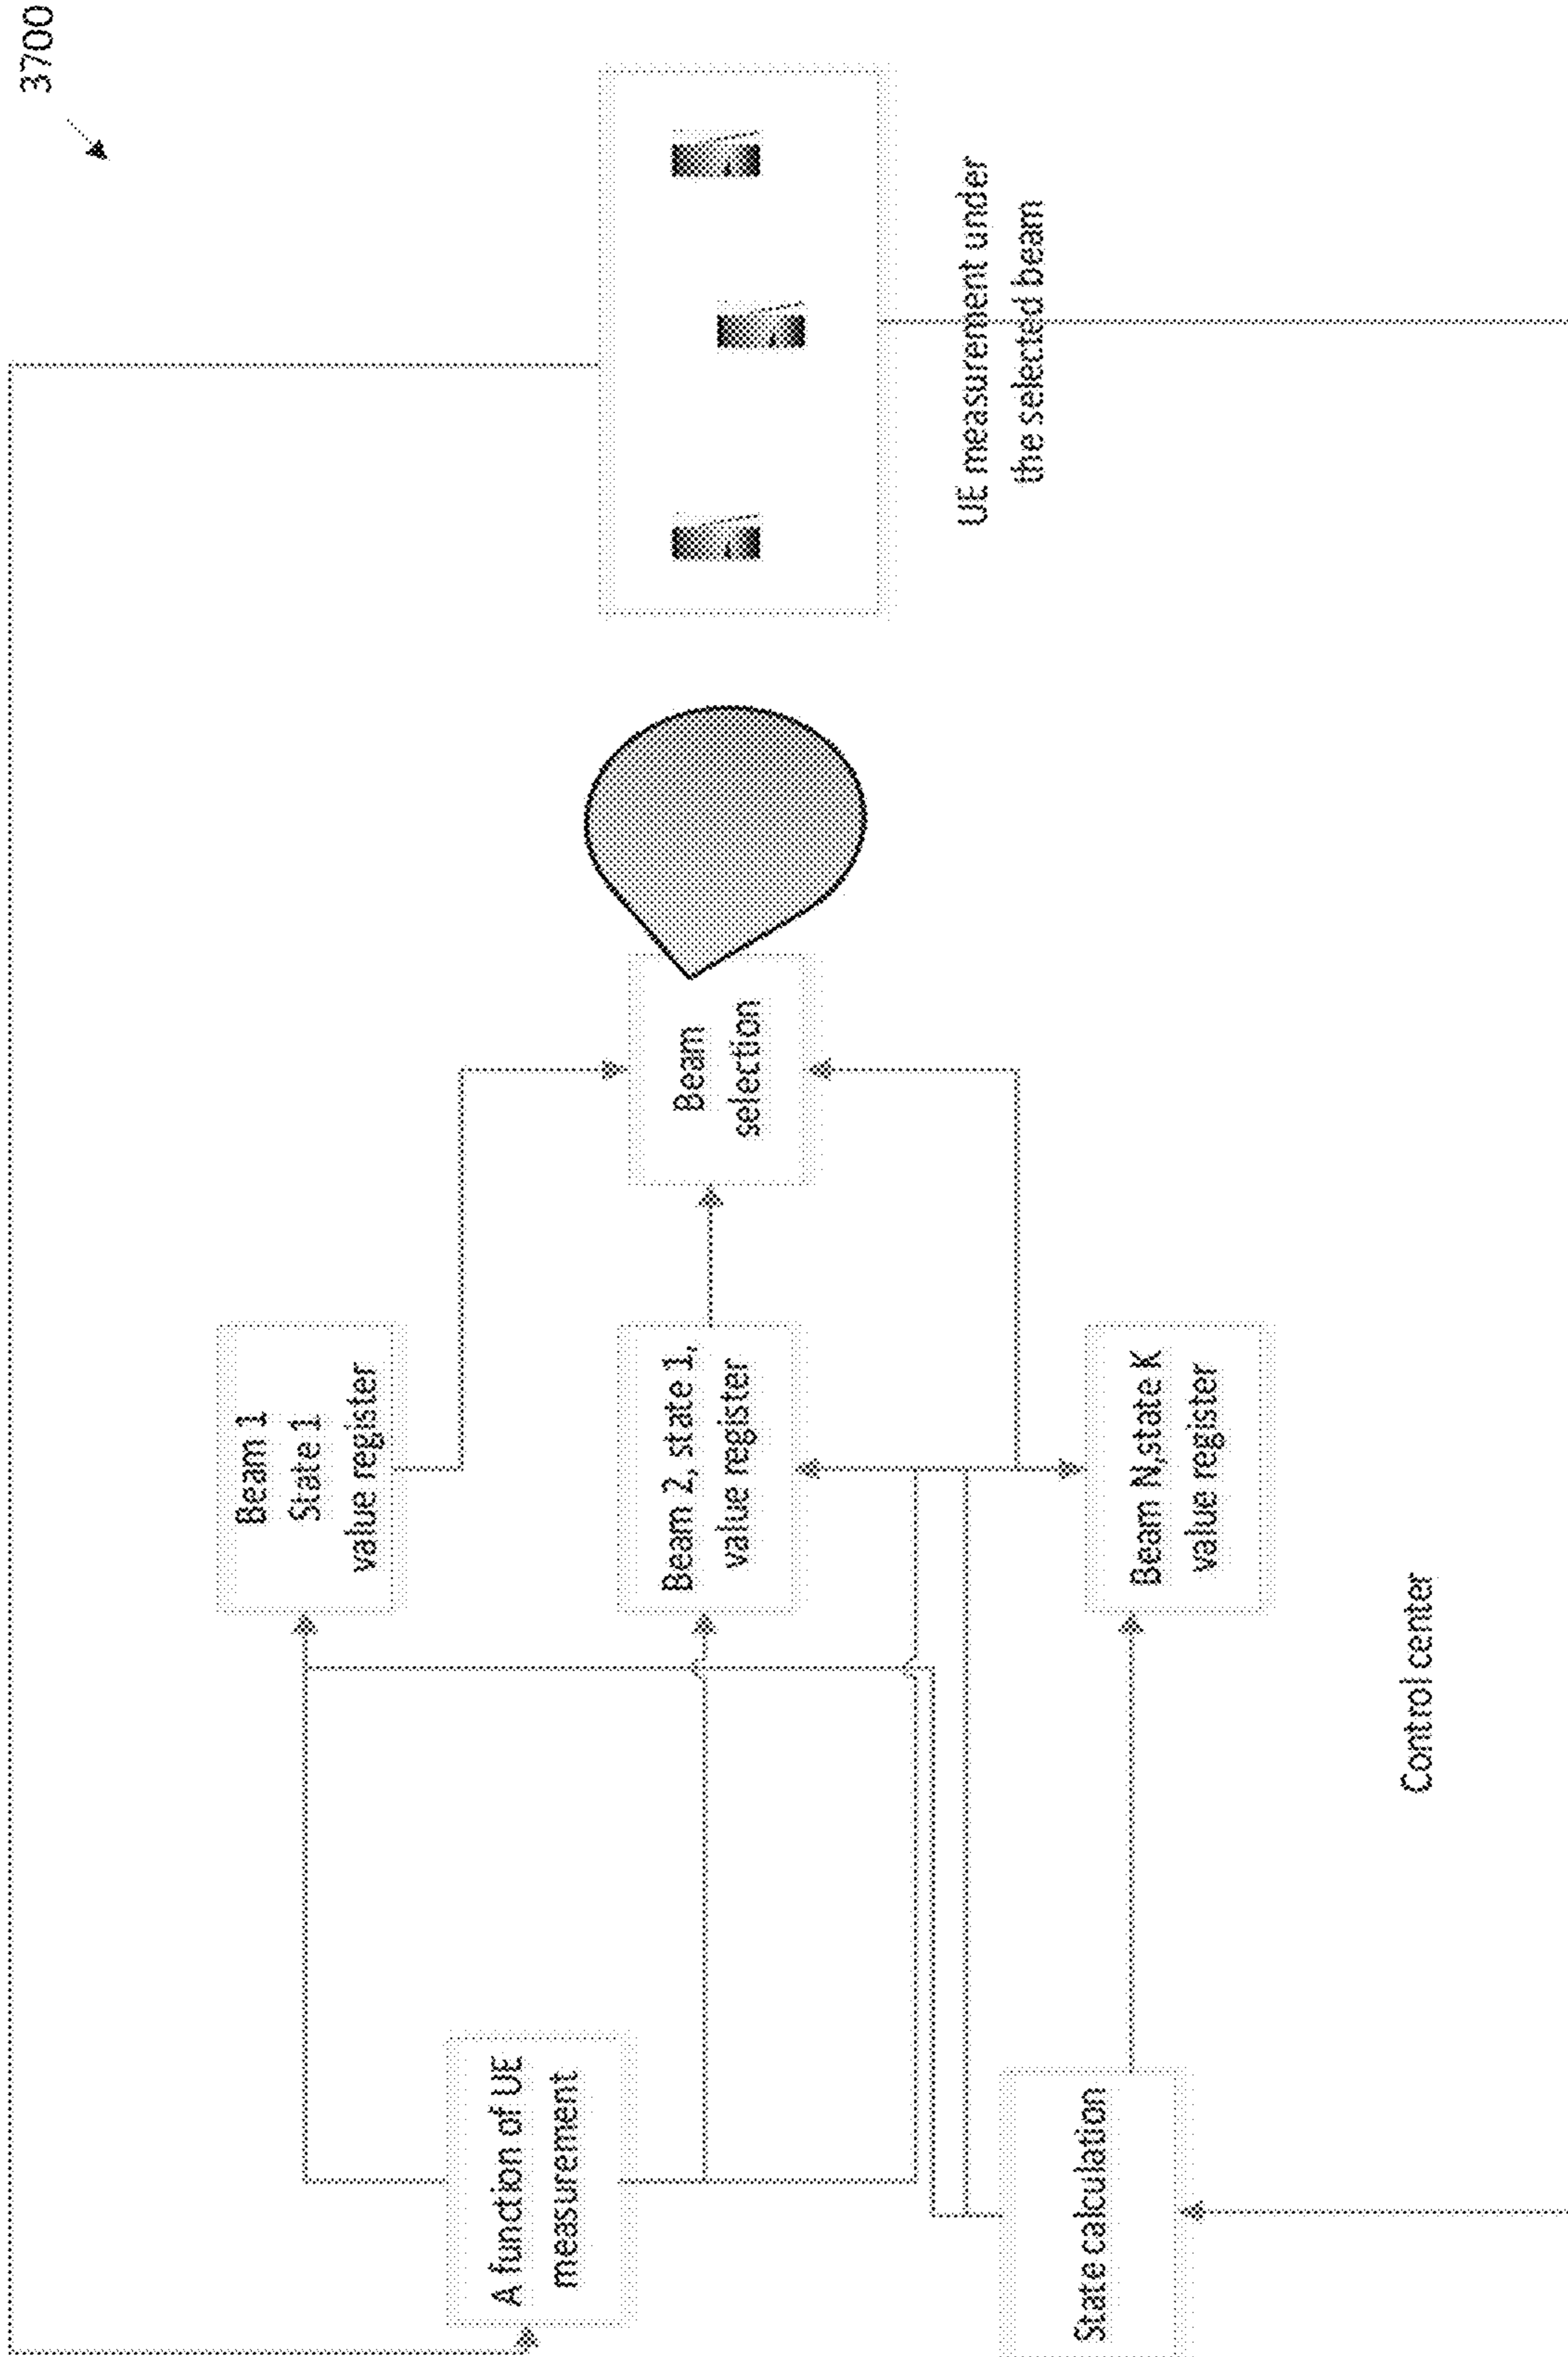 3700
Beam 1
State 1
value register
A function of UE
measurement
Beam 2, state 1,
value register
Beam
selection
UE measurement under
the selected beam
State calculation
Beam N,state K
value register
Control center